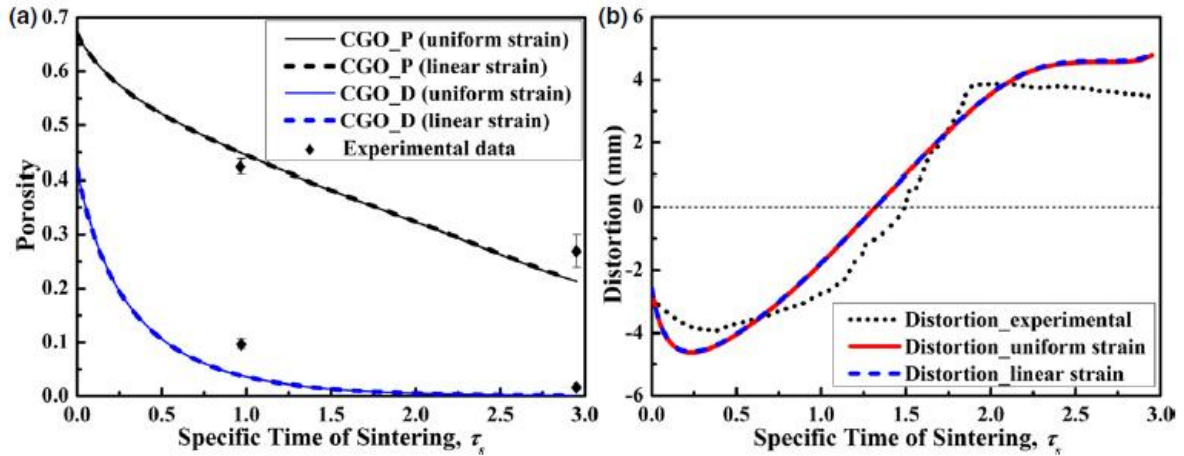 (a)
0.7
0.6
0.5
0.4
0.3
0.2
0.1
0.0
Porosity
CGO_P (uniform strain)
CGO_P (linear strain)
CGO_D (uniform strain)
CGO_D (linear strain)
Experimental data
0.0 0.5 1.0 1.5 2.0 2.5 3.0
Specific Time of Sintering, τs
(b)
6
4
2
0
-2
-4
-6
Distortion (mm)
Distortion_experimental
Distortion_uniform strain
Distortion_linear strain
0.0 0.5 1.0 1.5 2.0 2.5 3.0
Specific Time of Sintering, τs